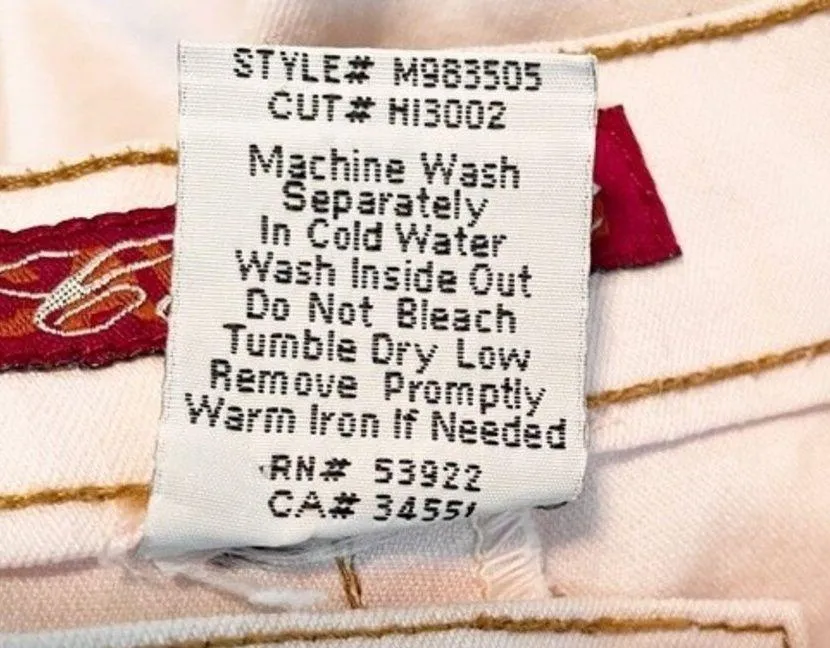 STYLE# M983505
CUT# HI3002
Machine Wash
Separately
In Cold Water
Wash Inside Out
Do Not Bleach
Tumble Dry Low
Remove Promptly
Warm Iron If Needed
RN# 53922
CA# 34551